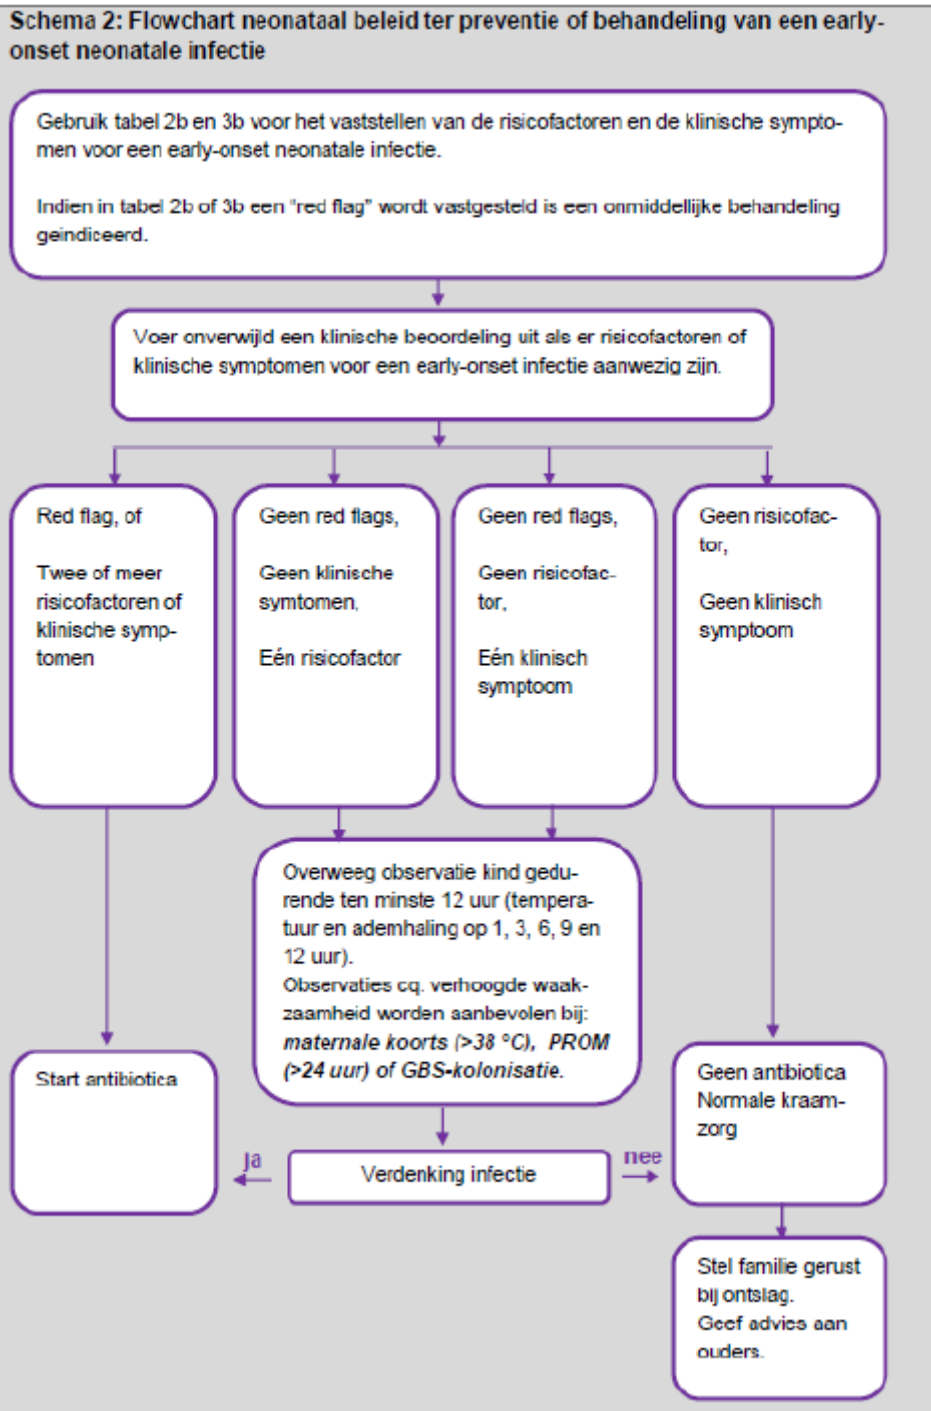 Schema 2: Flowchart neonataal beleid ter preventie of behandeling van een early-
onset neonatale infectie
Gebruik tabel 2b en 3b voor het vaststellen van de risicofactoren en de klinische sympto-
men voor een early-onset neonatale infectie.
Indien in tabel 2b of 3b een "red flag" wordt vastgesteld is een onmiddellijke behandeling
geindiceerd.
Voer onverwijld een klinische beoordeling uit als er risicofactoren of
klinische symptomen voor een early-onset infectie aanwezig zijn.
Red flag, of
Twee of meer
risicofactoren of
klinische symp-
tomen
Geen red flags,
Geen klinische
symtomen,
Eén risicofactor
Geen red flags,
Geen risicofac-
tor,
Eén klinisch
symptoom
Geen risicofac-
tor,
Geen klinisch
symptoom
Overweeg observatie kind gedu-
rende ten minste 12 uur (tempera-
tuur en ademhaling op 1, 3, 6, 9 en
12 uur).
Observaties cq. verhoogde waak-
zaamheid worden aanbevolen bij:
maternale koorts (>38 °C), PROM
(>24 uur) of GBS-kolonisatie.
Start antibiotica
ja
Verdenking infectie
nee
Geen antibiotica
Normale kraam-
zorg
Stel familie gerust
bij ontslag.
Geef advies aan
ouders.